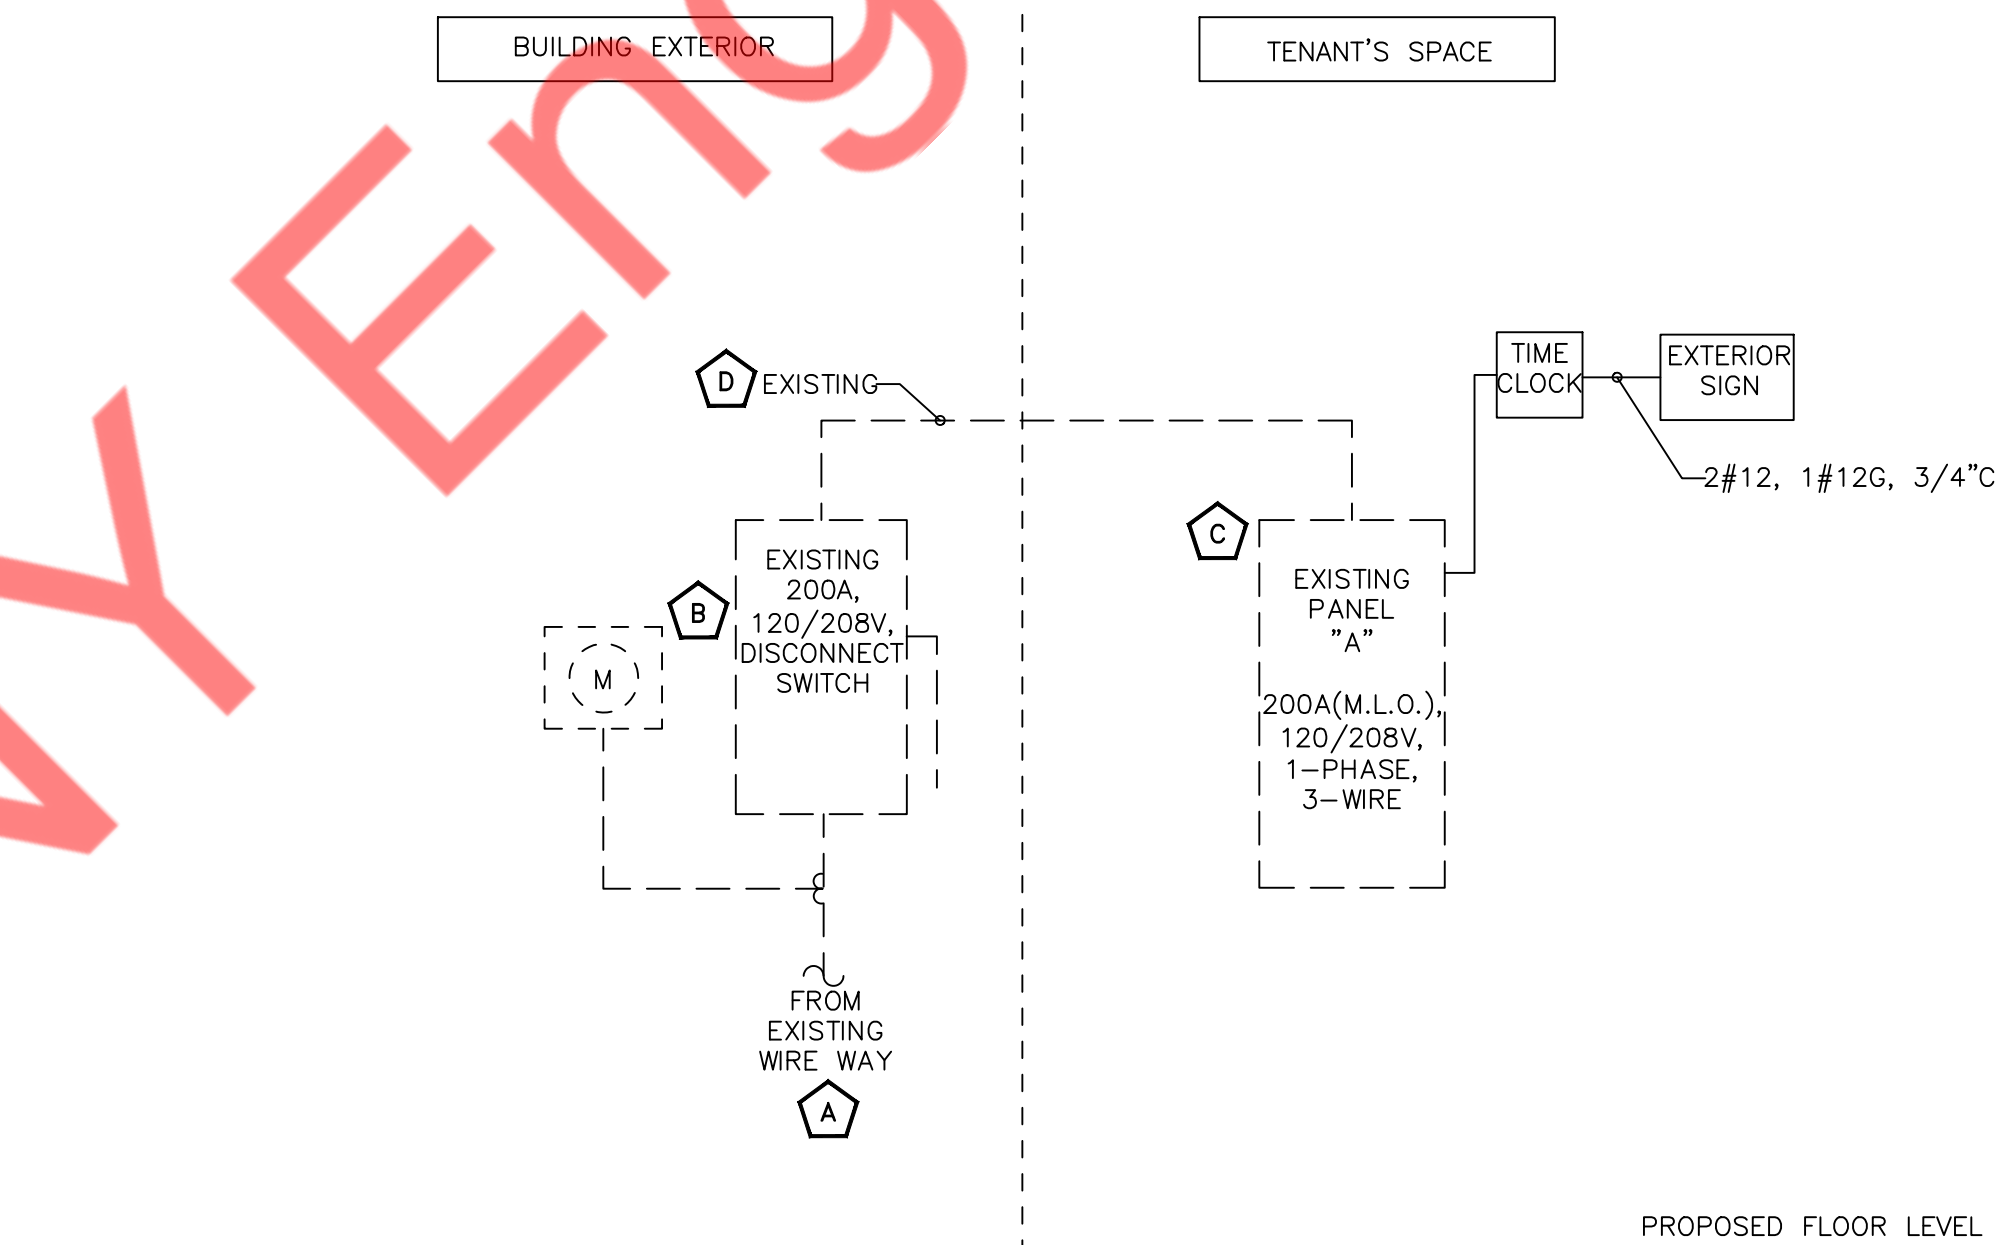 BUILDING EXTERIOR
TENANT'S SPACE
D
EXISTING
TIME
CLOCK
EXTERIOR
SIGN
2#12, 1#12G, 3/4"C
B
EXISTING
200A,
120/208V,
DISCONNECT
SWITCH
M
C
EXISTING
PANEL
"A"
200A(M.L.O.),
120/208V,
1-PHASE,
3-WIRE
FROM
EXISTING
WIRE WAY
A
PROPOSED FLOOR LEVEL
Y Eng